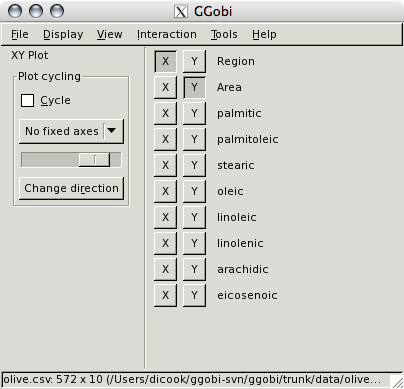 X GGobi
File Display View Interaction Tools Help
XY Plot
Plot cycling
Cycle
No fixed axes
Change direction
X Y Region
X Y Area
X Y palmitic
X Y palmitoleic
X Y stearic
X Y oleic
X Y linoleic
X Y linolenic
X Y arachidic
X Y eicosenoic
olive.csv: 572 x 10 (/Users/dicook/ggobi-svn/ggobi/trunk/data/olive...